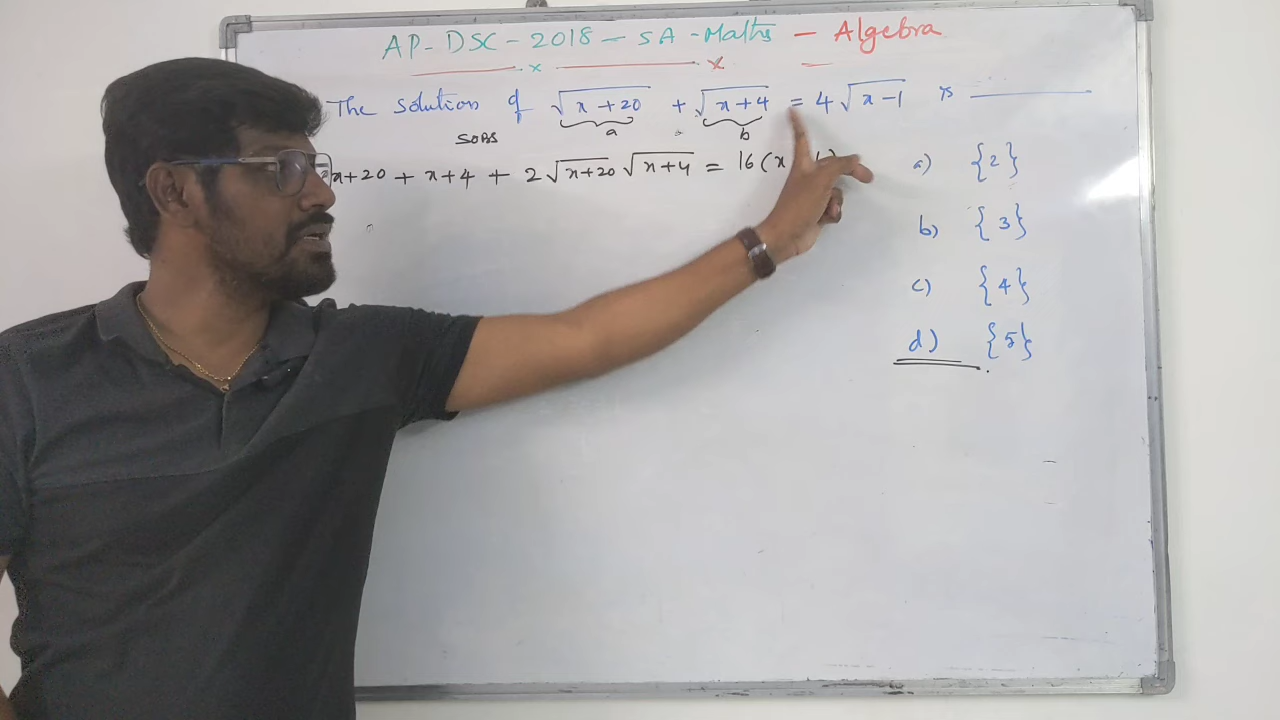 AP-DSC-2018 - SA-Maths - Algebra
The solution of √(x+20) + √(x+4) = 4√(x-1) is ______
a b
SOBS
x+20 + x+4 + 2√(x+20) √(x+4) = 16(x
a) {2}
b) {3}
c) {4}
d) {5}